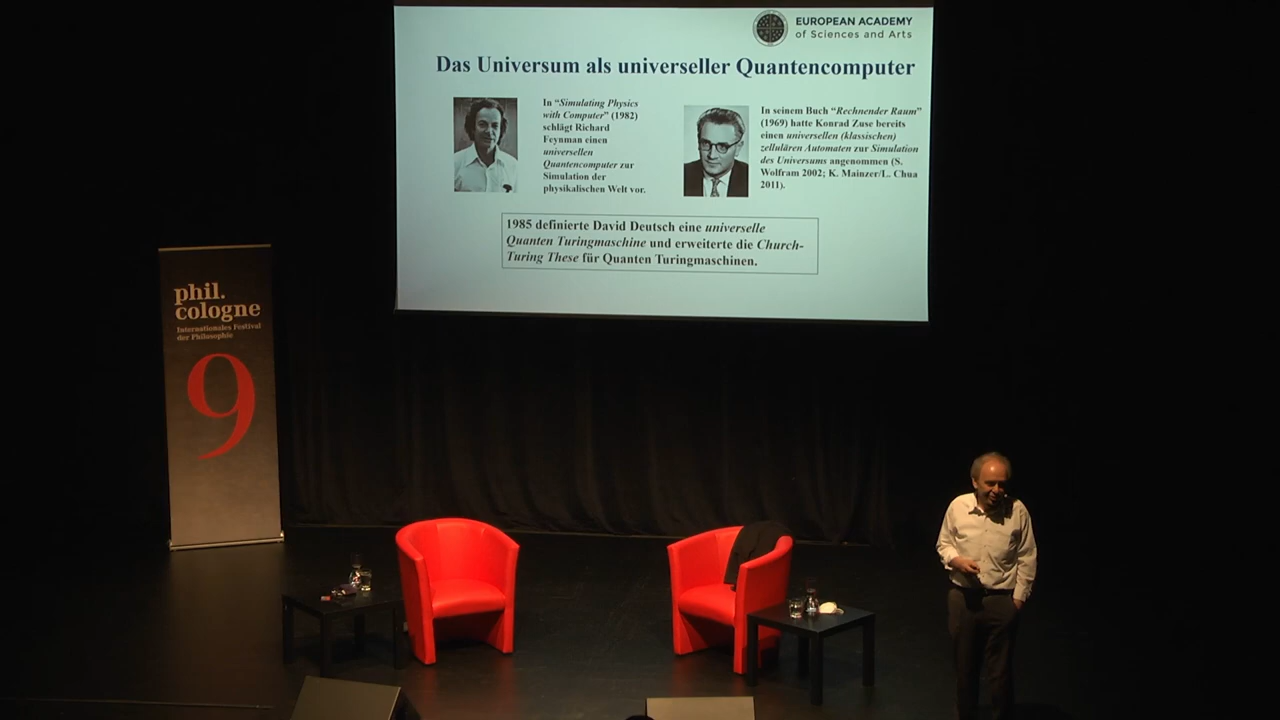 EUROPEAN ACADEMY
of Sciences and Arts
Das Universum als universeller Quantencomputer
In “Simulating Physics
with Computer” (1982)
schlägt Richard
Feynman einen
universellen
Quantencomputer zur
Simulation der
physikalischen Welt vor.
In seinem Buch “Rechnender Raum”
(1969) hatte Konrad Zuse bereits
einen universellen (klassischen)
zellulären Automaten zur Simulation
des Universums angenommen (S.
Wolfram 2002; K. Mainzer/L. Chua
2011).
1985 definierte David Deutsch eine universelle
Quanten Turingmaschine und erweiterte die Church-
Turing These für Quanten Turingmaschinen.
phil.
cologne
Internationales Festival
der Philosophie
9